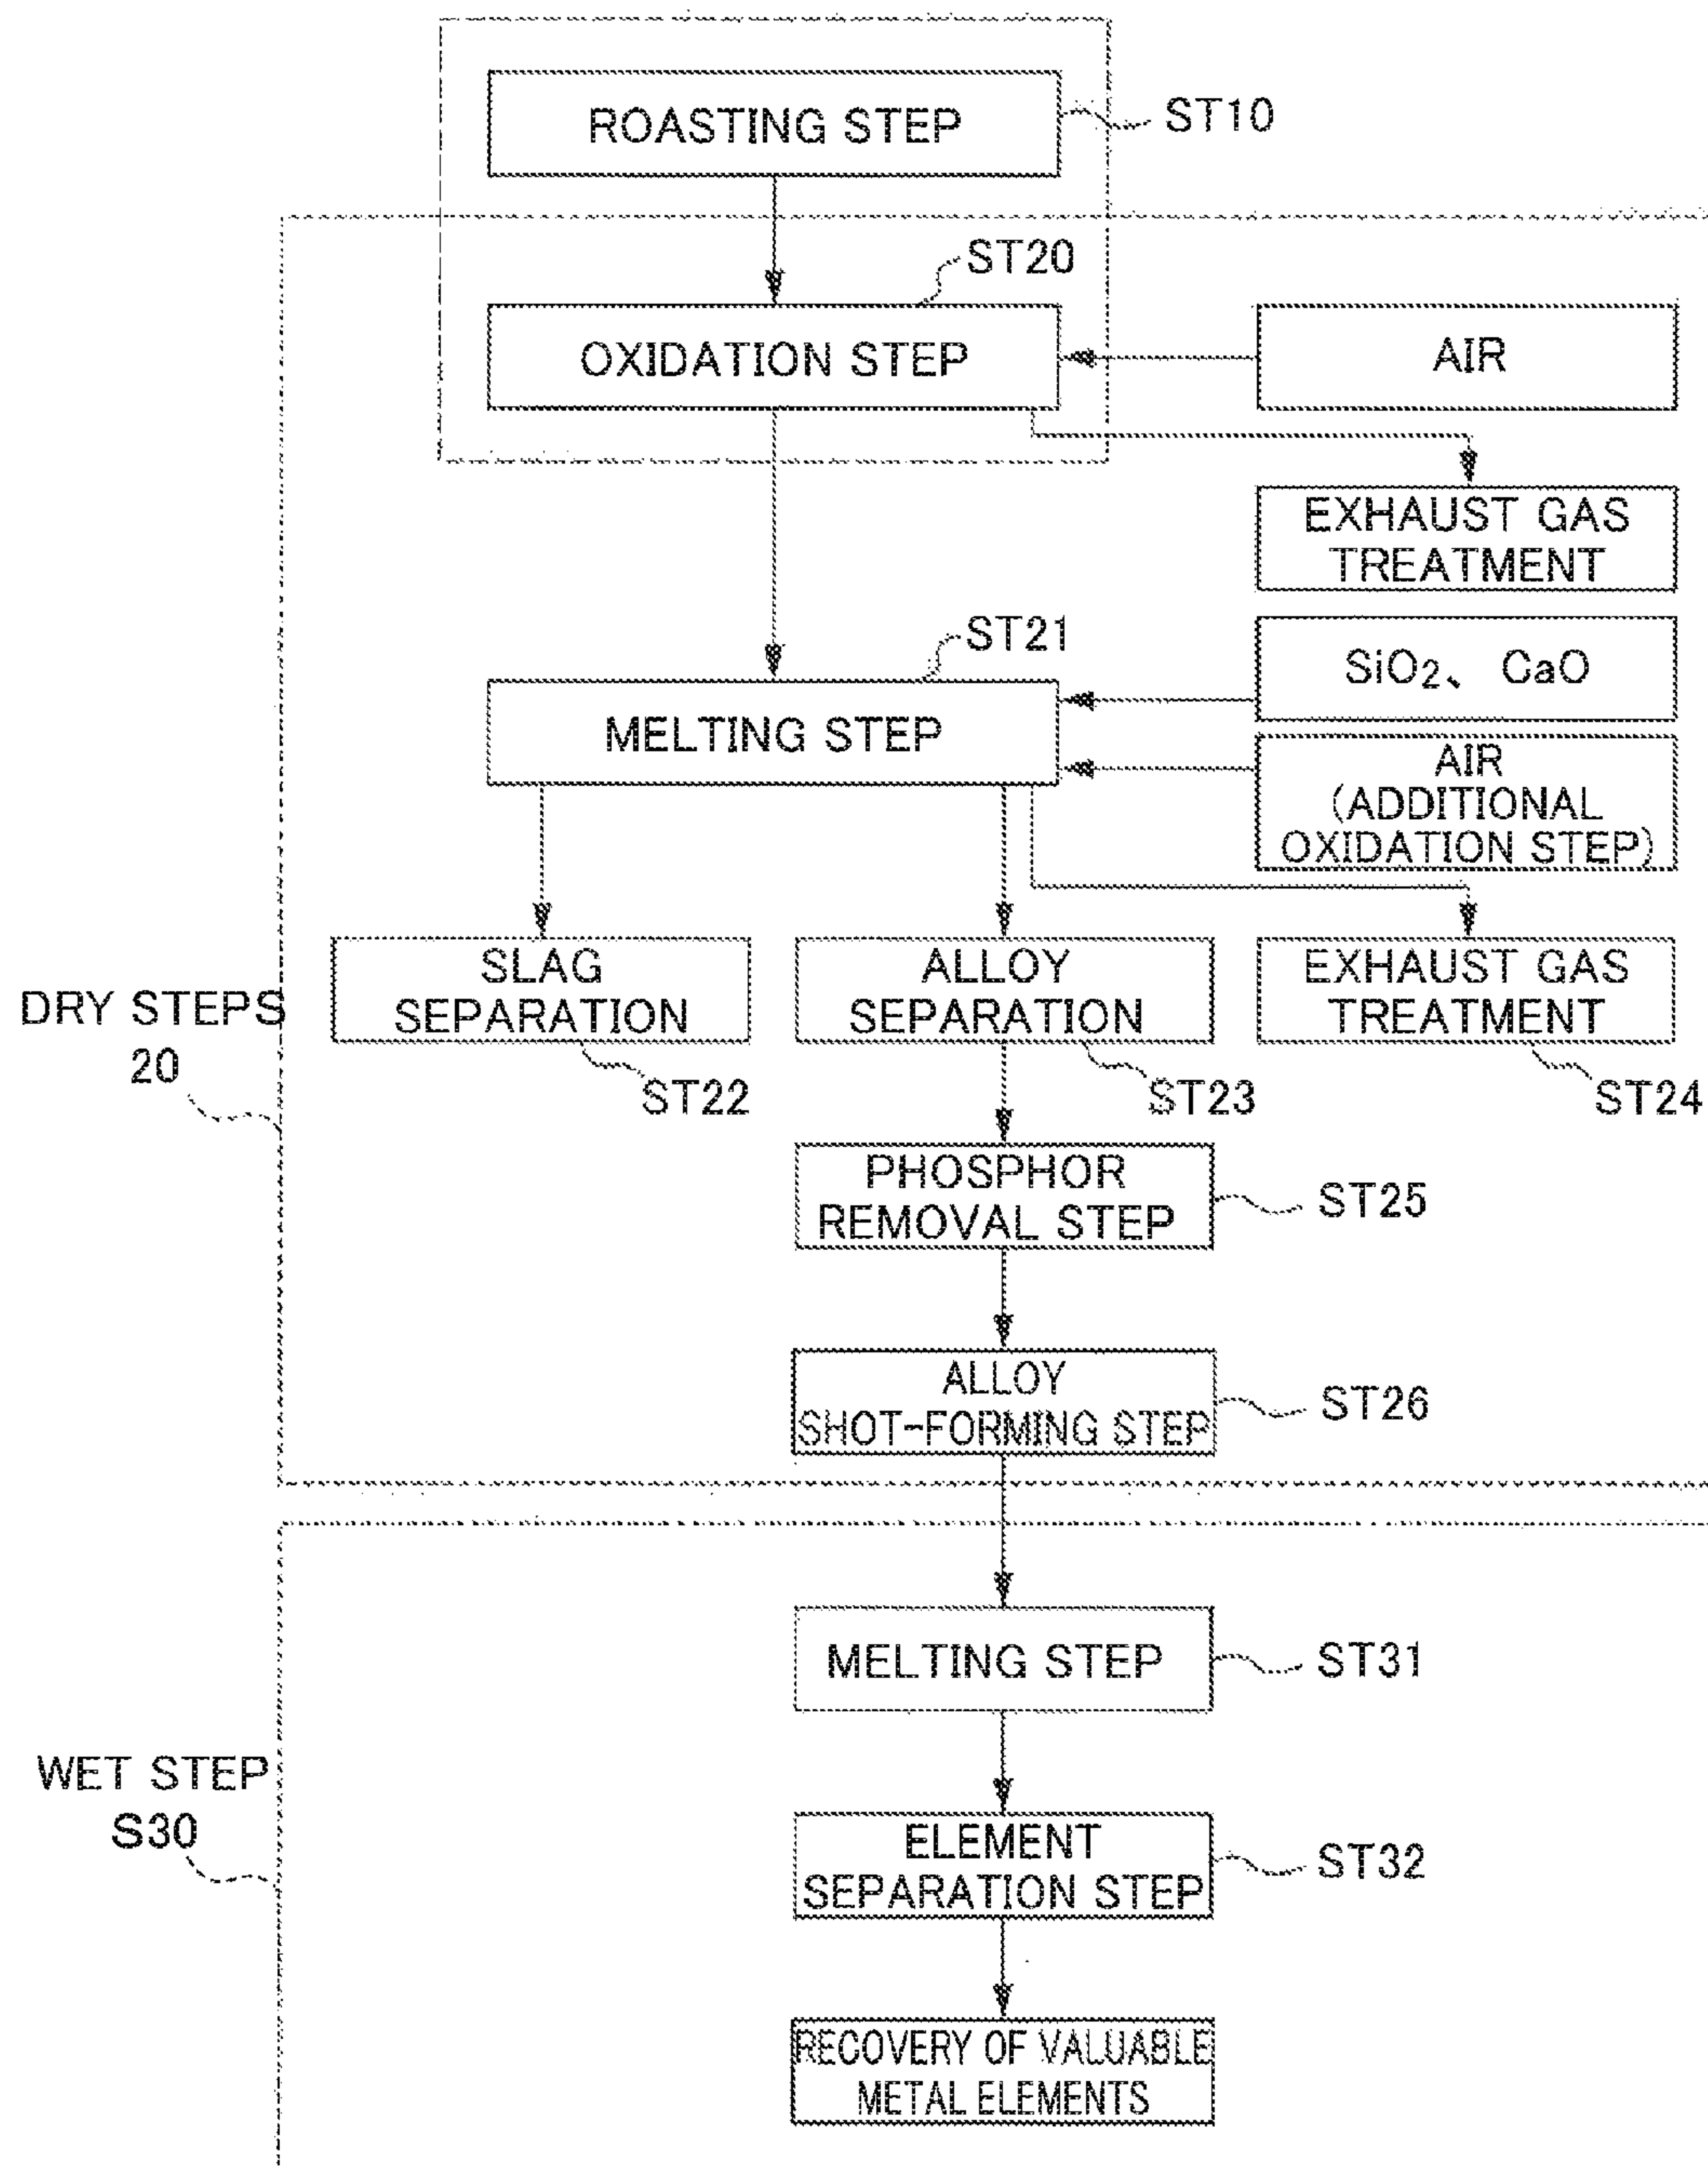 ROASTING STEP
ST10
ST20
OXIDATION STEP
AIR
EXHAUST GAS
TREATMENT
ST21
SiO2、 CaO
MELTING STEP
AIR
(ADDITIONAL
OXIDATION STEP)
SLAG
SEPARATION
ALLOY
SEPARATION
EXHAUST GAS
TREATMENT
DRY STEPS
20
ST22
ST23
ST24
PHOSPHOR
REMOVAL STEP
ST25
ALLOY
SHOT-FORMING STEP
ST26
MELTING STEP
ST31
WET STEP
S30
ELEMENT
SEPARATION STEP
ST32
RECOVERY OF VALUABLE
METAL ELEMENTS